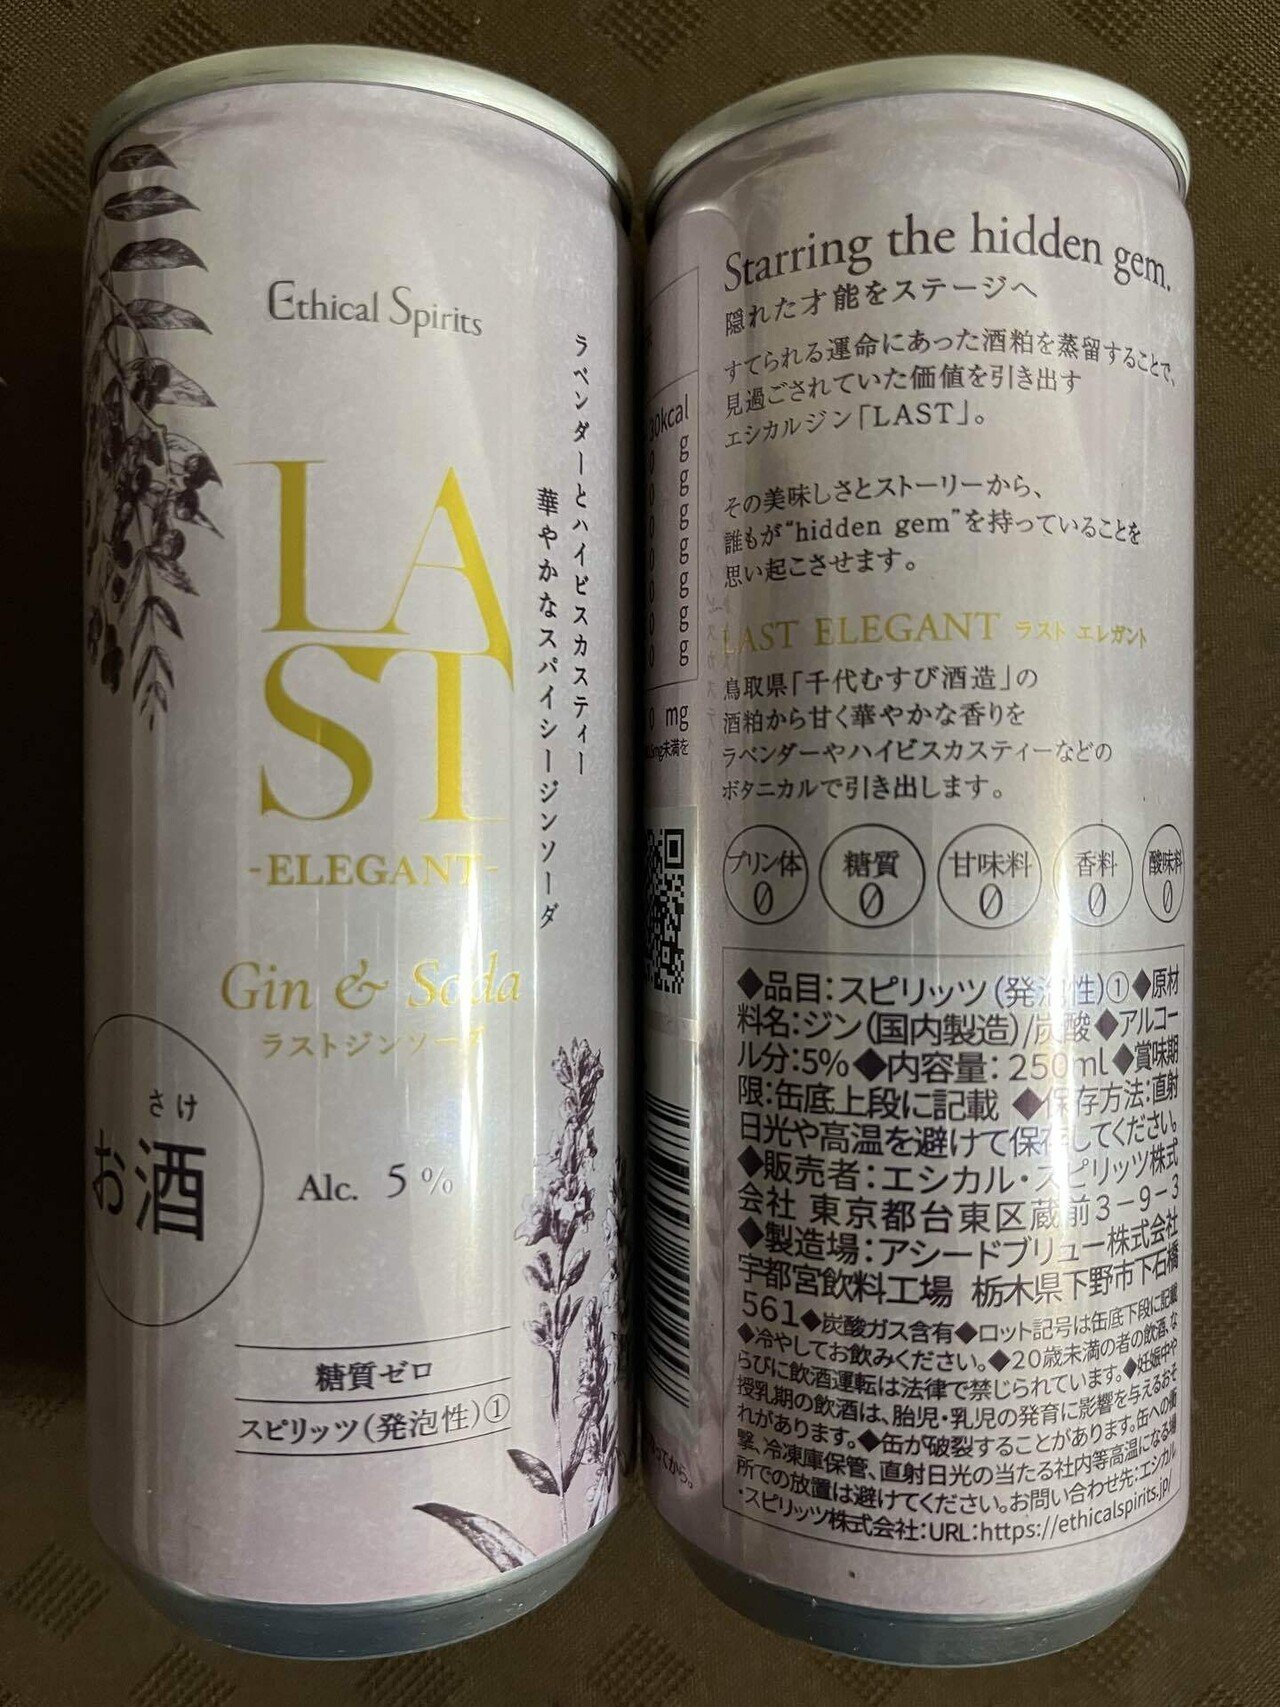 Ethical Spirits
ラベンダーとハイビスカスティー
華やかなスパイシージンソーダ
LA
ST
-ELEGANT-
Gin & Soda
ラストジンソーダ
さけ
お酒
Alc. 5%
糖質ゼロ
スピリッツ(発泡性)①
Starring the hidden gem.
隠れた才能をステージへ
すてられる運命にあった酒粕を蒸留することで、
見過ごされていた価値を引き出す
エシカルジン「LAST」。
その美味しさとストーリーから、
誰もが“hidden gem”を持っていることを
思い起こさせます。
LAST ELEGANT ラスト エレガント
鳥取県「千代むすび酒造」の
酒粕から甘く華やかな香りを
ラベンダーやハイビスカスティーなどの
ボタニカルで引き出します。
プリン体 0
糖質 0
甘味料 0
香料 0
酸味料 0
◆品目：スピリッツ(発泡性)①◆原材
料名：ジン(国内製造)/炭酸◆アルコー
ル分：5%◆内容量：250ml◆賞味期
限：缶底上段に記載◆保存方法：直射
日光や高温を避けて保存してください。
◆販売者：エシカル・スピリッツ株式
会社 東京都台東区蔵前3-9-3
◆製造場：アシードブリュー株式会社
宇都宮飲料工場 栃木県下野市下石橋
561◆炭酸ガス含有◆ロット記号は缶底下段に記載
◆冷やしてお飲みください。◆20歳未満の者の飲酒、な
らびに飲酒運転は法律で禁じられています。◆妊娠中や
授乳期の飲酒は、胎児・乳児の発育に影響を与えるおそ
れがあります。◆缶が破裂することがあります。缶への衝
撃、冷凍庫保管、直射日光の当たる社内等高温になる場
所での放置は避けてください。お問い合わせ先：エシカル
・スピリッツ株式会社：URL：https://ethicalspirits.jp/
kcal
g
g
g
g
g
g
g
mg
mg未満を
ってから。